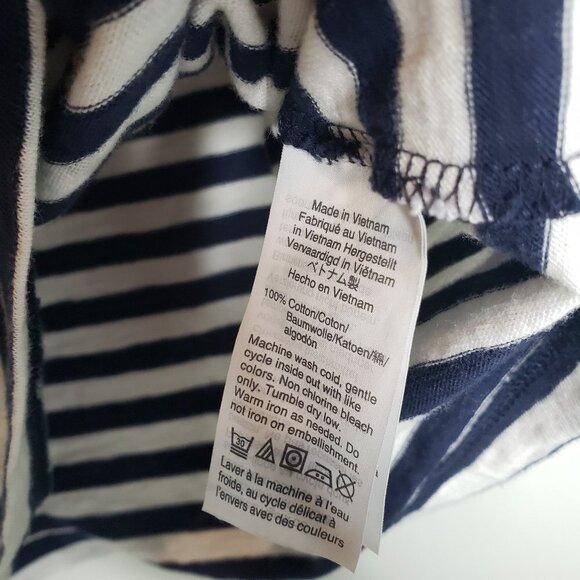 Made in Vietnam
Fabriqué au Vietnam
in Vietnam Hergestellt
Vervaardigd in Viëtnam
ベトナム製
Hecho en Vietnam
100% Cotton/Coton/
Baumwolle/Katoen/綿/
algodón
Machine wash cold, gentle
cycle inside out with like
colors. Non chlorine bleach
only. Tumble dry low.
Warm iron as needed. Do
not iron on embellishment.
30
Laver à la machine à l'eau
froide, au cycle délicat à
l'envers avec des couleurs